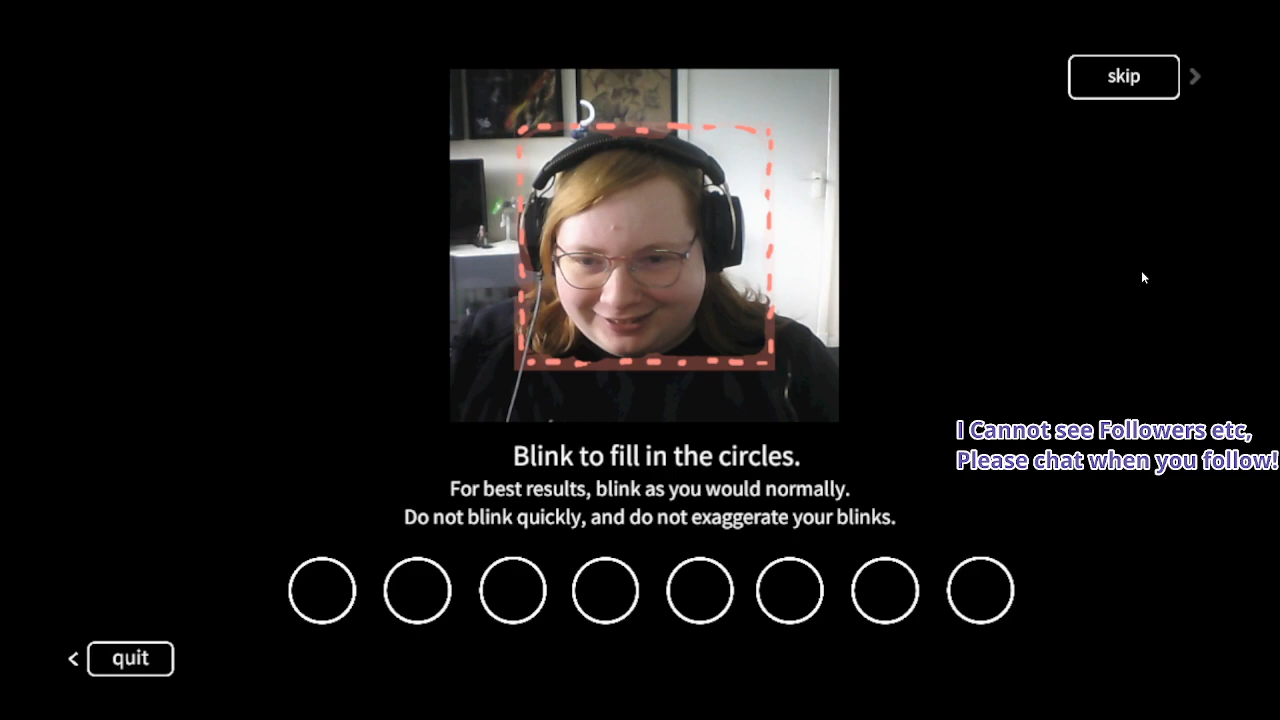 skip
Blink to fill in the circles.
For best results, blink as you would normally.
Do not blink quickly, and do not exaggerate your blinks.
I Cannot see Followers etc,
Please chat when you follow!
quit